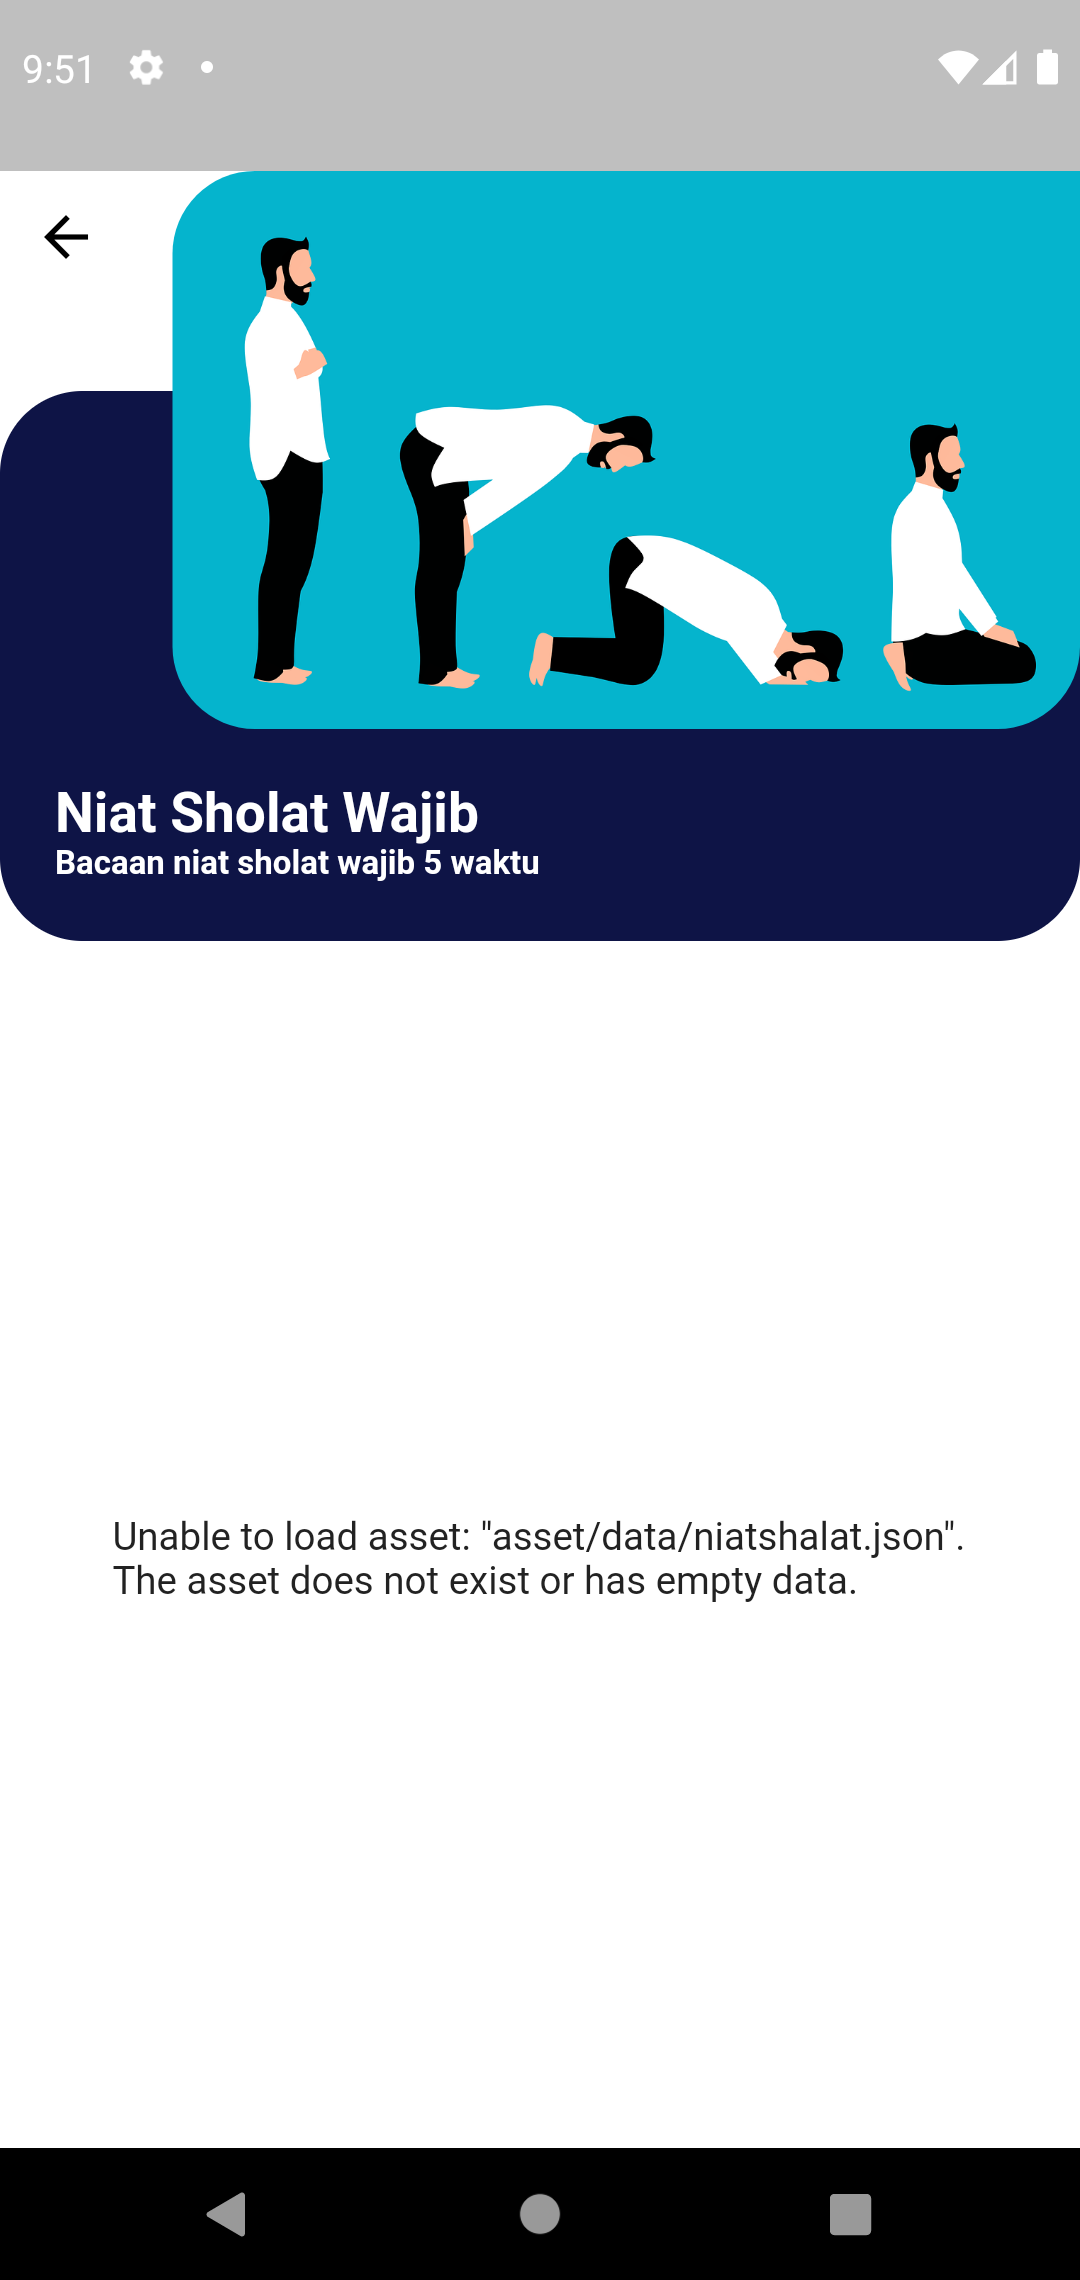 9:51
Niat Sholat Wajib
Bacaan niat sholat wajib 5 waktu
Unable to load asset: "asset/data/niatshalat.json".
The asset does not exist or has empty data.